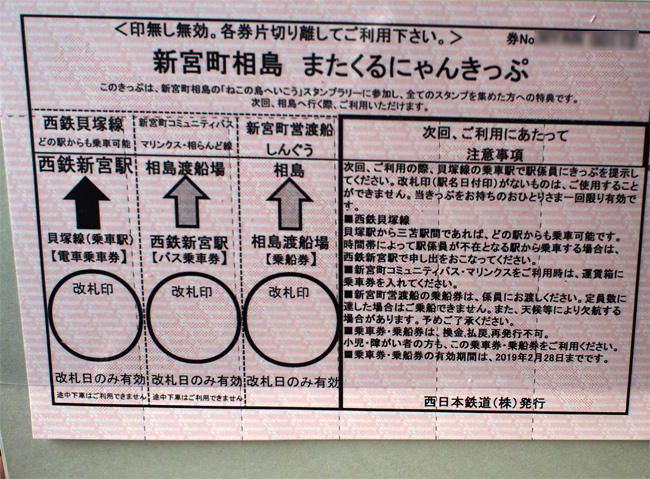 ＜印無し無効。各券片切り離してご利用下さい。＞ 券No
新宮町相島 またくるにゃんきっぷ
このきっぷは、新宮町相島の「ねこの島へいこう」スタンプラリーに参加し、全てのスタンプを集めた方への特典です。
次回、相島へ行く際、ご利用いただけます。
西鉄貝塚線
どの駅からも乗車可能
西鉄新宮駅
貝塚線(乗車駅)
【電車乗車券】
改札印
改札日のみ有効
途中下車はご利用できません
新宮町コミュニティバス
マリンクス・相らんど線
相島渡船場
西鉄新宮駅
【バス乗車券】
改札印
改札日のみ有効
途中下車はご利用できません
新宮町営渡船
しんぐう
相島
相島渡船場
【乗船券】
改札印
改札日のみ有効
次回、ご利用にあたって
注意事項
次回、ご利用の際、貝塚線の乗車駅で駅係員にきっぷを提示し
てください。改札印(駅名日付印)がないものは、ご使用すること
ができません。当きっぷをお持ちのおひとりさま一回限り有効で
す。
■西鉄貝塚線
貝塚駅から三苫駅間であれば、どの駅からも乗車可能です。
時間帯によって駅係員が不在となる駅から乗車する場合は、
西鉄新宮駅で申し出をおこなってください。
■新宮町コミュニティバス・マリンクスをご利用時は、運賃箱に
乗車券を入れてください。
■新宮町営渡船の乗船券は、係員にお渡しください。定員数に
達した場合はご乗船できません。また、天候等により欠航する
場合があります。予めご了承ください。
■乗車券・乗船券は、換金、払戻、再発行不可。
小児・障がい者の方も、この乗車券・乗船券をご利用ください。
■乗車券・乗船券の有効期間は、2019年2月28日までです。
西日本鉄道(株)発行